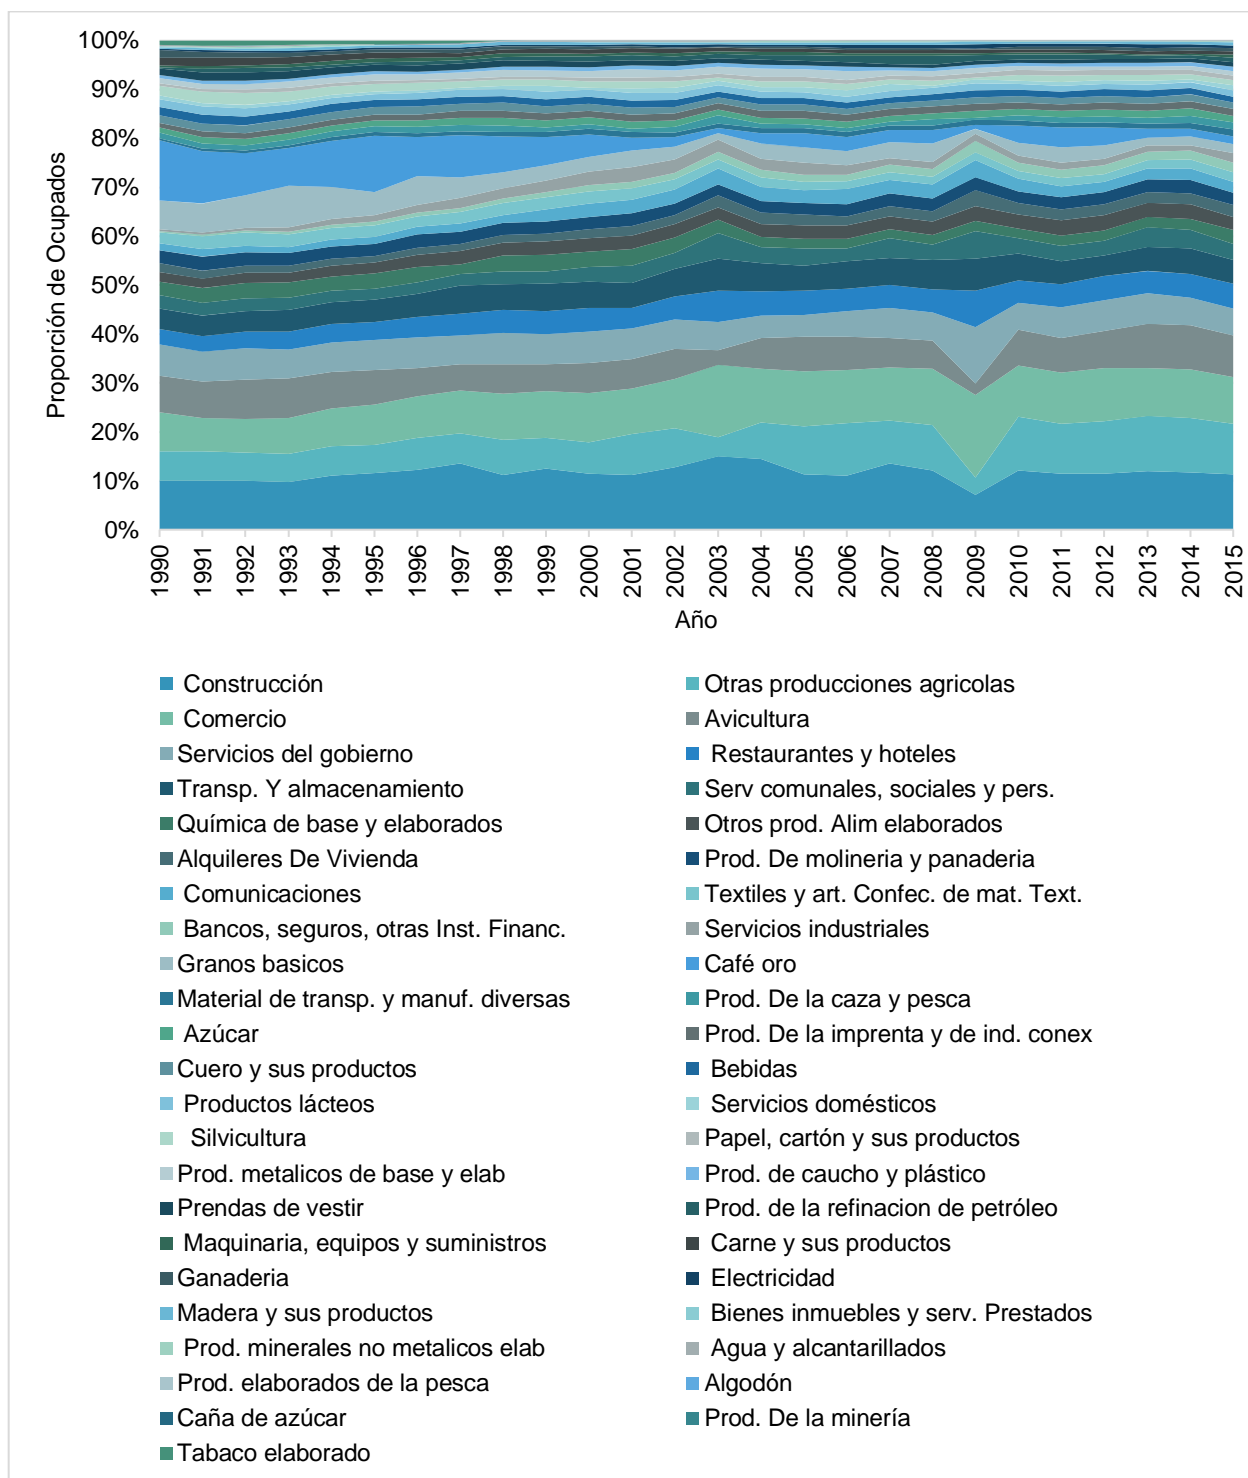 100%
90%
80%
70%
60%
50%
40%
30%
20%
10%
0%
Proporción de Ocupados
1990 1991 1992 1993 1994 1995 1996 1997 1998 1999 2000 2001 2002 2003 2004 2005 2006 2007 2008 2009 2010 2011 2012 2013 2014 2015
Año
Construcción
Otras producciones agricolas
Comercio
Avicultura
Servicios del gobierno
Restaurantes y hoteles
Transp. Y almacenamiento
Serv comunales, sociales y pers.
Química de base y elaborados
Otros prod. Alim elaborados
Alquileres De Vivienda
Prod. De molineria y panaderia
Comunicaciones
Textiles y art. Confec. de mat. Text.
Bancos, seguros, otras Inst. Financ.
Servicios industriales
Granos basicos
Café oro
Material de transp. y manuf. diversas
Prod. De la caza y pesca
Azúcar
Prod. De la imprenta y de ind. conex
Cuero y sus productos
Bebidas
Productos lácteos
Servicios domésticos
Silvicultura
Papel, cartón y sus productos
Prod. metalicos de base y elab
Prod. de caucho y plástico
Prendas de vestir
Prod. de la refinacion de petróleo
Maquinaria, equipos y suministros
Carne y sus productos
Ganaderia
Electricidad
Madera y sus productos
Bienes inmuebles y serv. Prestados
Prod. minerales no metalicos elab
Agua y alcantarillados
Prod. elaborados de la pesca
Algodón
Caña de azúcar
Prod. De la minería
Tabaco elaborado